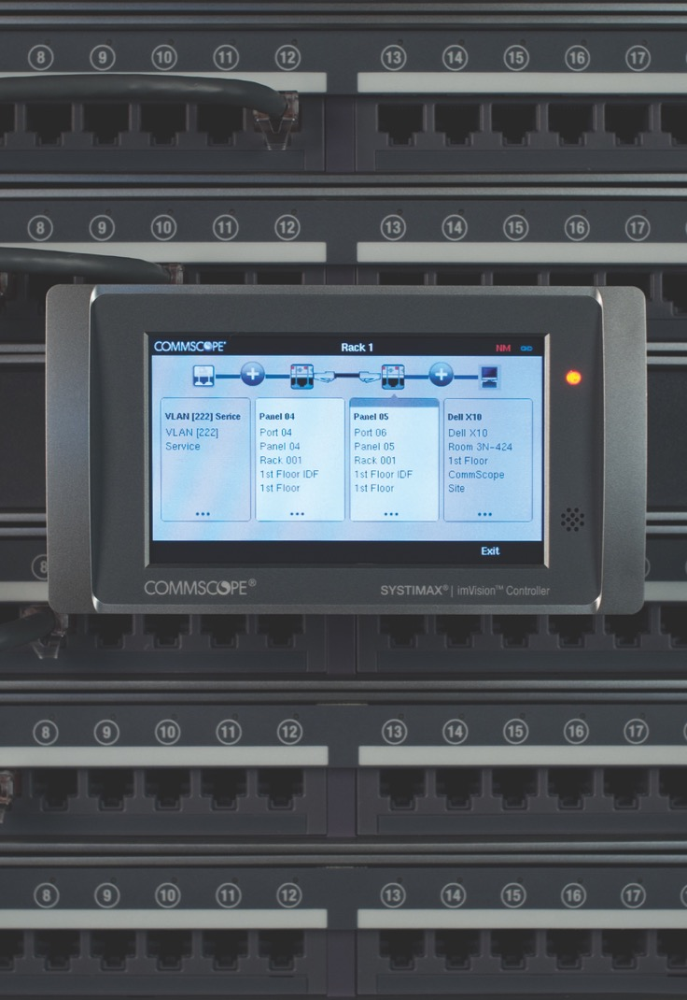 8 9 10 11 12 13 14 15 16 17
8 9 10 11 12 13 14 15 16 17
COMMSCOPE® Rack 1 NM
VLAN [222] Serice
VLAN [222]
Service
•••
Panel 04
Port 04
Panel 04
Rack 001
1st Floor IDF
1st Floor
•••
Panel 05
Port 06
Panel 05
Rack 001
1st Floor IDF
1st Floor
•••
Dell X10
Dell X10
Room 3N-424
1st Floor
CommScope
Site
•••
Exit
COMMSCOPE® SYSTIMAX® | imVision™ Controller
8
8 9 10 11 12 13 14 15 16 17
8 9 10 11 12 13 14 15 16 17